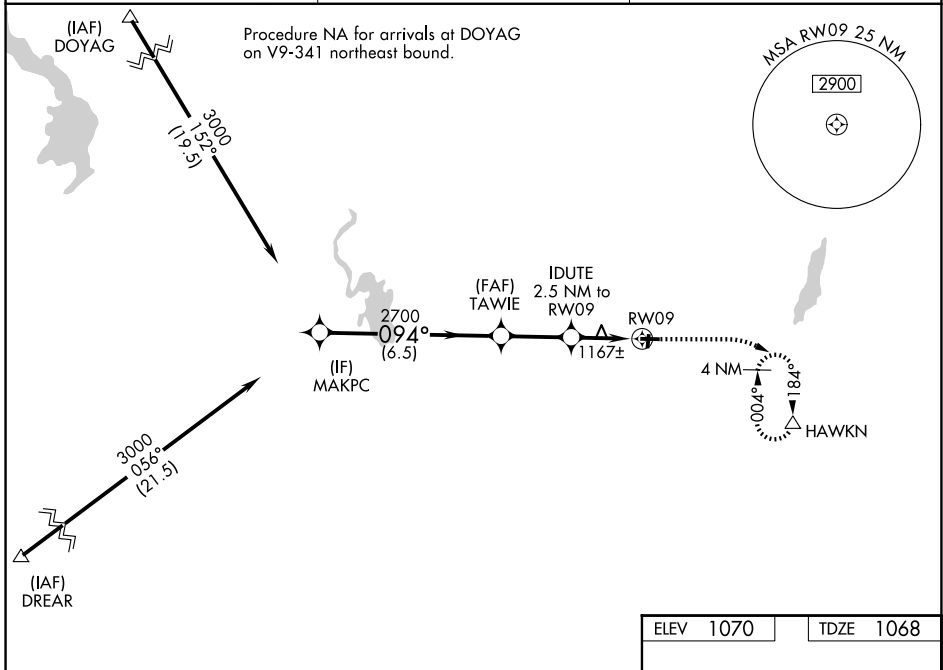 (IAF)
DOYAG
Procedure NA for arrivals at DOYAG
on V9-341 northeast bound.
MSA RW09 25 NM
2900
3000
152°
(19.5)
(FAF)
TAWIE
IDUTE
2.5 NM to
RW09
RW09
2700
094°
(6.5)
1167±
(IF)
MAKPC
4 NM
004°
184°
HAWKN
3000
056°
(21.5)
(IAF)
DREAR
ELEV 1070
TDZE 1068